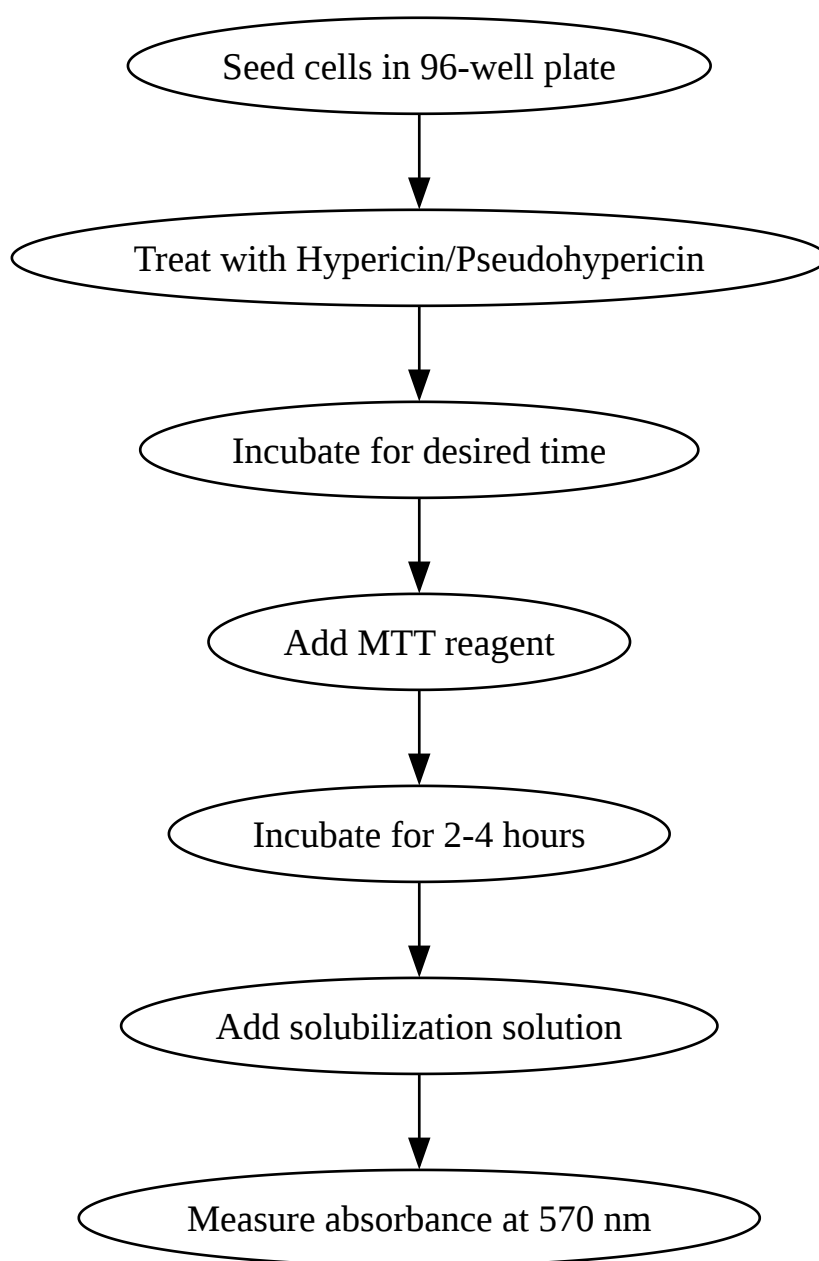 Seed cells in 96-well plate
Treat with Hypericin/Pseudohypericin
Incubate for desired time
Add MTT reagent
Incubate for 2-4 hours
Add solubilization solution
Measure absorbance at 570 nm